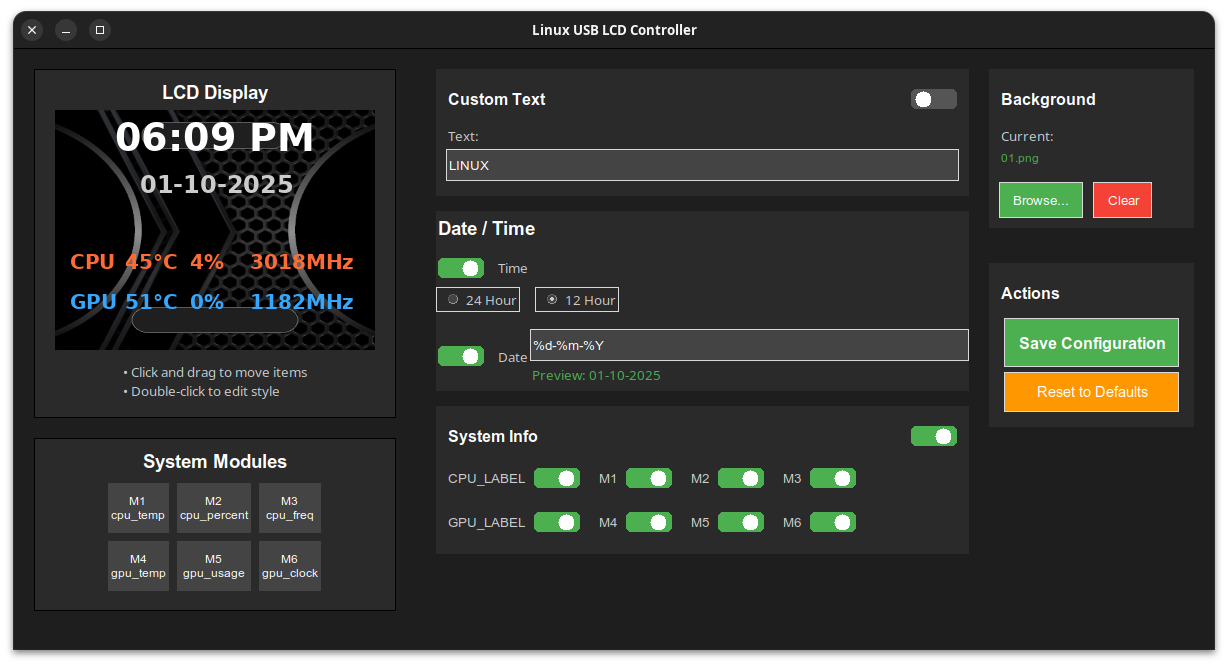 Linux USB LCD Controller
LCD Display
06:09 PM
01-10-2025
CPU 45°C 4% 3018MHz
GPU 51°C 0% 1182MHz
• Click and drag to move items
• Double-click to edit style
System Modules
M1
cpu_temp
M2
cpu_percent
M3
cpu_freq
M4
gpu_temp
M5
gpu_usage
M6
gpu_clock
Custom Text
Text:
LINUX
Date / Time
Time
24 Hour
12 Hour
Date
%d-%m-%Y
Preview: 01-10-2025
System Info
CPU_LABEL M1 M2 M3
GPU_LABEL M4 M5 M6
Background
Current:
01.png
Browse...
Clear
Actions
Save Configuration
Reset to Defaults